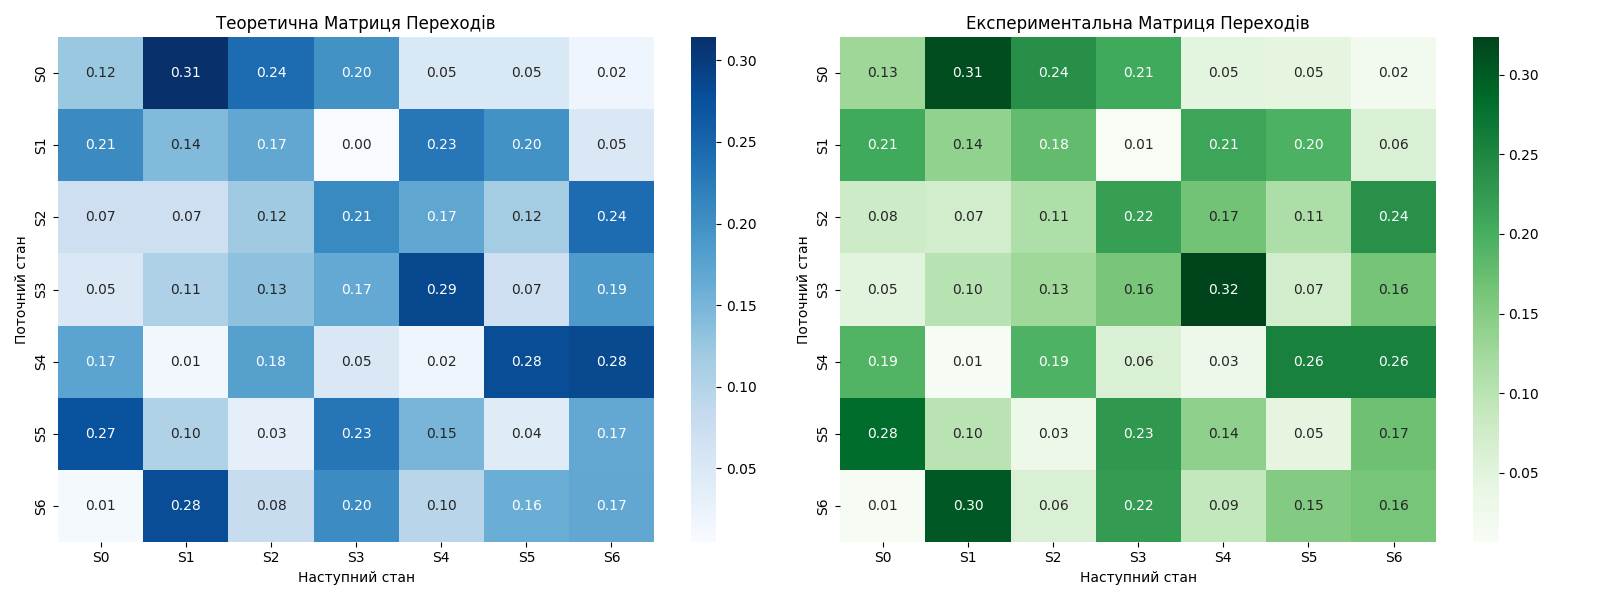 Теоретична Матриця Переходів
S0 0.12 0.31 0.24 0.20 0.05 0.05 0.02
S1 0.21 0.14 0.17 0.00 0.23 0.20 0.05
S2 0.07 0.07 0.12 0.21 0.17 0.12 0.24
S3 0.05 0.11 0.13 0.17 0.29 0.07 0.19
S4 0.17 0.01 0.18 0.05 0.02 0.28 0.28
S5 0.27 0.10 0.03 0.23 0.15 0.04 0.17
S6 0.01 0.28 0.08 0.20 0.10 0.16 0.17
S0 S1 S2 S3 S4 S5 S6
Поточний стан
Наступний стан
0.30
0.25
0.20
0.15
0.10
0.05
Експериментальна Матриця Переходів
S0 0.13 0.31 0.24 0.21 0.05 0.05 0.02
S1 0.21 0.14 0.18 0.01 0.21 0.20 0.06
S2 0.08 0.07 0.11 0.22 0.17 0.11 0.24
S3 0.05 0.10 0.13 0.16 0.32 0.07 0.16
S4 0.19 0.01 0.19 0.06 0.03 0.26 0.26
S5 0.28 0.10 0.03 0.23 0.14 0.05 0.17
S6 0.01 0.30 0.06 0.22 0.09 0.15 0.16
S0 S1 S2 S3 S4 S5 S6
Поточний стан
Наступний стан
0.30
0.25
0.20
0.15
0.10
0.05